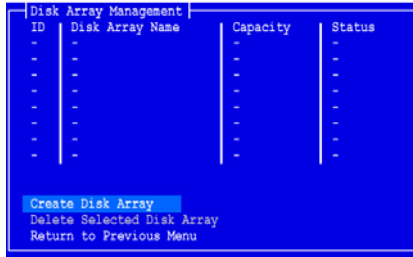 Disk Array Management
ID Disk Array Name Capacity Status
- - - -
- - - -
- - - -
- - - -
- - - -
- - - -
- - - -
- - - -
Create Disk Array
Delete Selected Disk Array
Return to Previous Menu